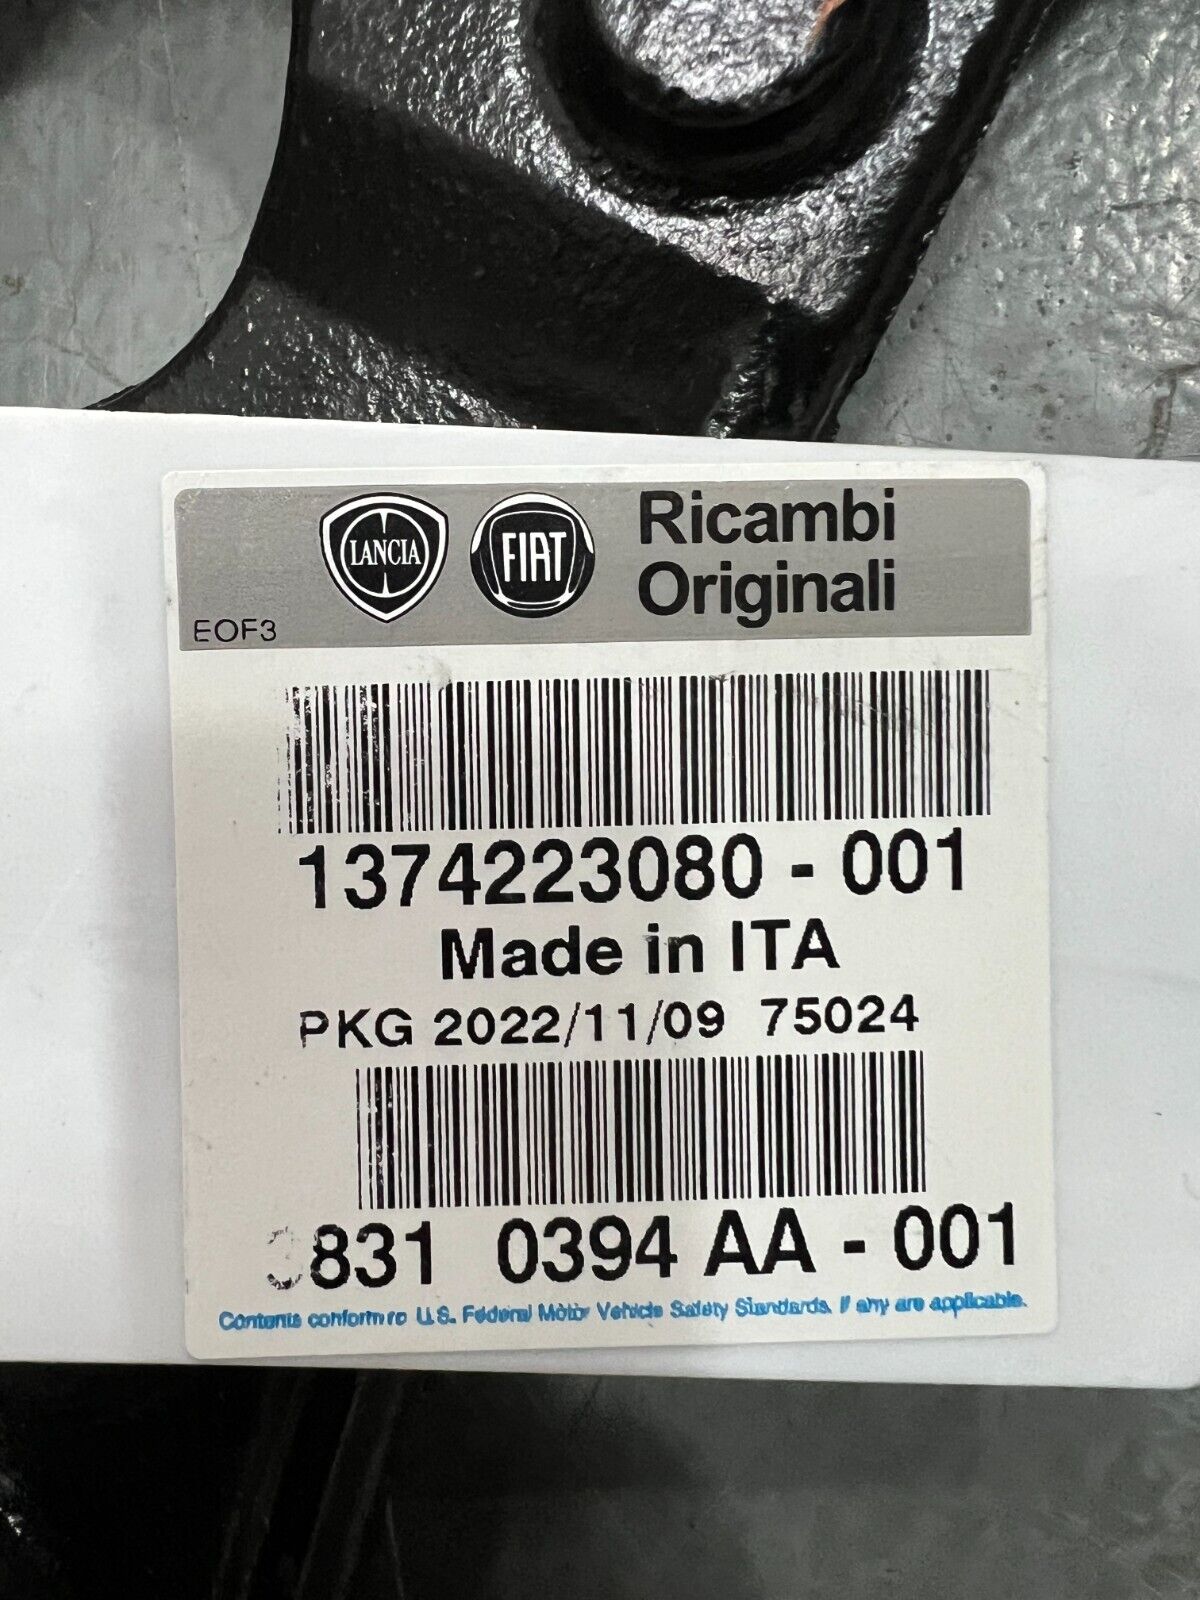 LANCIA
FIAT
Ricambi
Originali
EOF3
1374223080 - 001
Made in ITA
PKG 2022/11/09 75024
3831 0394 AA - 001
Contents conform to U.S. Federal Motor Vehicle Safety Standards, if any are applicable.